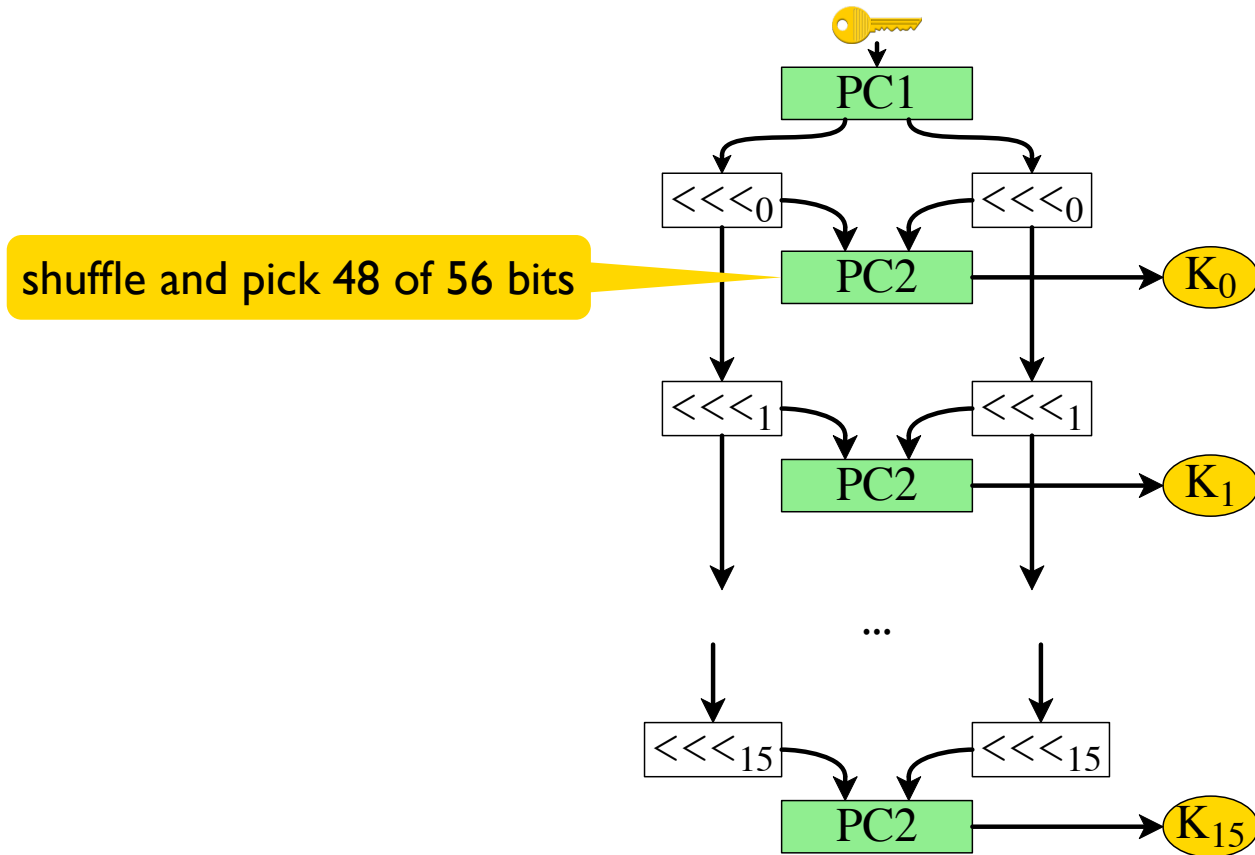 PC1
<<<₀ <<<₀
shuffle and pick 48 of 56 bits PC2 K₀
<<<₁ <<<₁
PC2 K₁
...
<<<₁₅ <<<₁₅
PC2 K₁₅